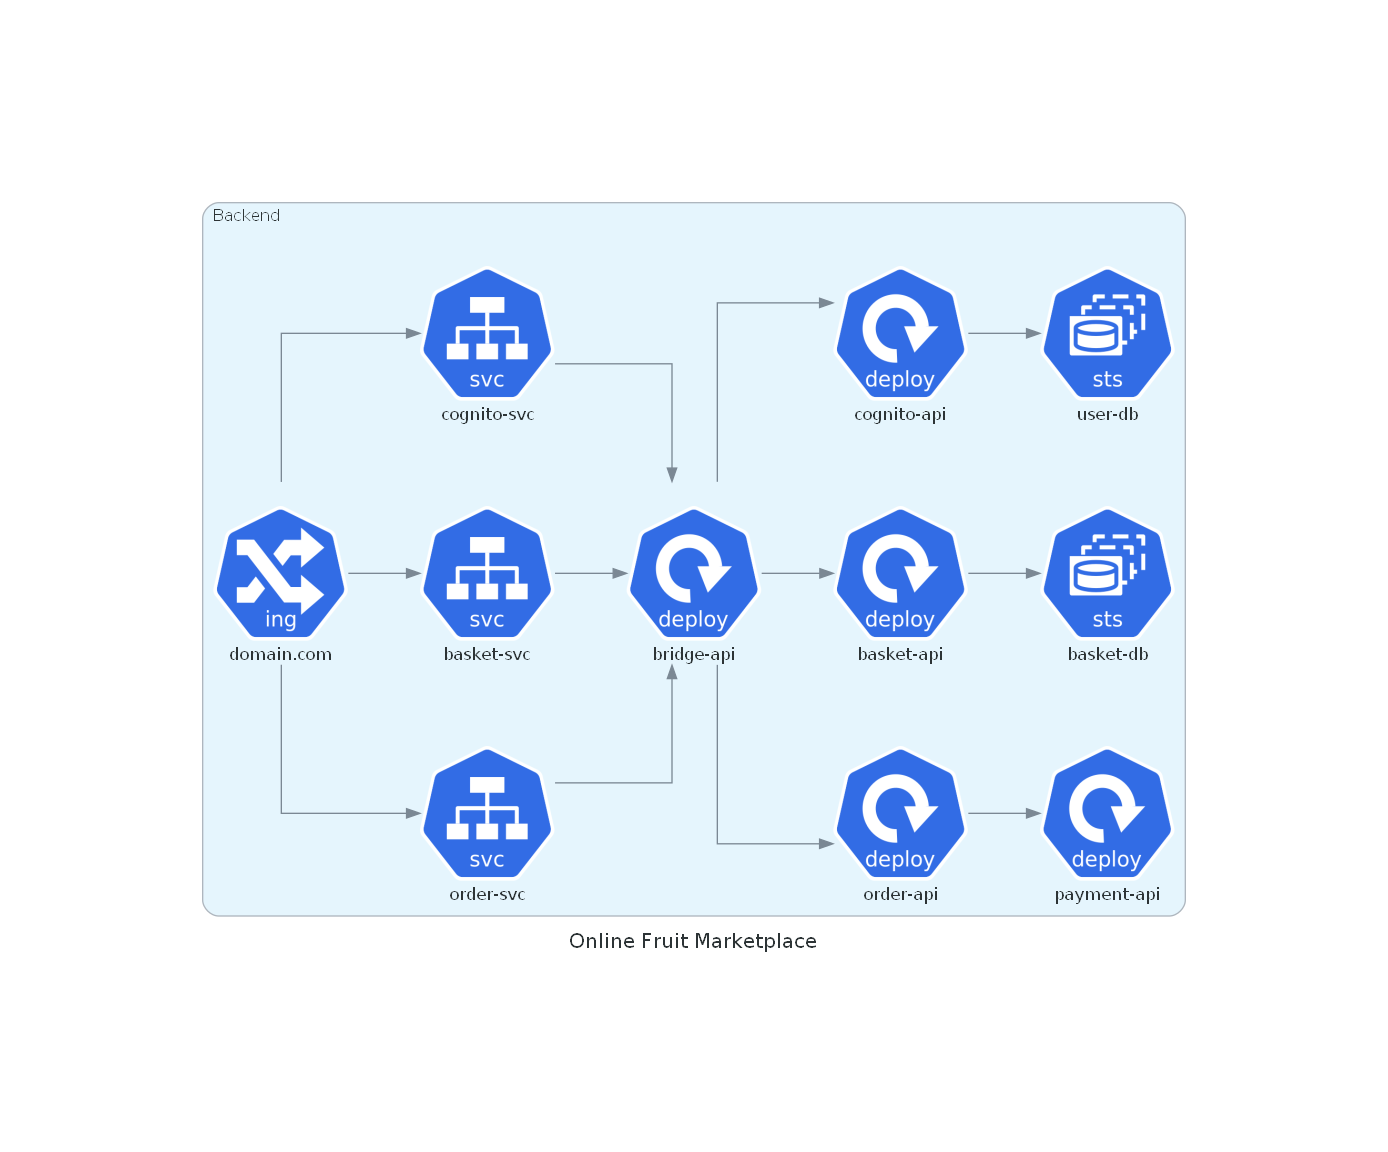 Backend
svc
cognito-svc
deploy
cognito-api
sts
user-db
ing
domain.com
svc
basket-svc
deploy
bridge-api
deploy
basket-api
sts
basket-db
svc
order-svc
deploy
order-api
deploy
payment-api
Online Fruit Marketplace